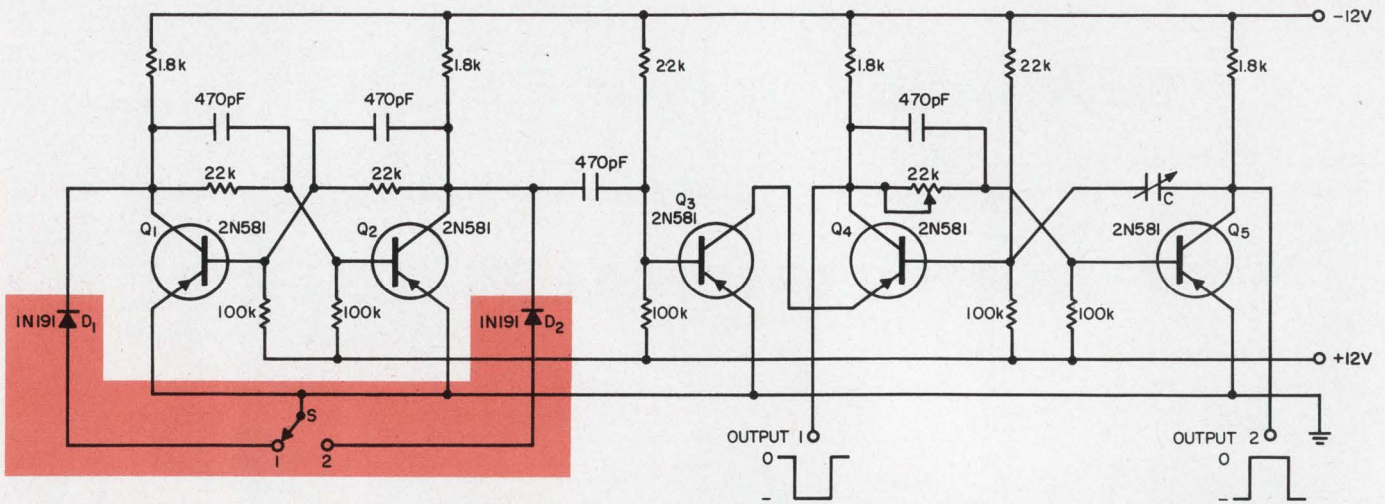 -12V
1.8k
1.8k
22k
1.8k
22k
1.8k
470pF
470pF
470pF
22k
22k
470pF
22k
C
Q1
2N581
Q2
2N581
Q3
2N581
Q4
2N581
2N581
Q5
1N191 D1
100k
100k
1N191 D2
100k
100k
100k
+12V
S
1
2
OUTPUT 1
0
-
OUTPUT 2
0
-